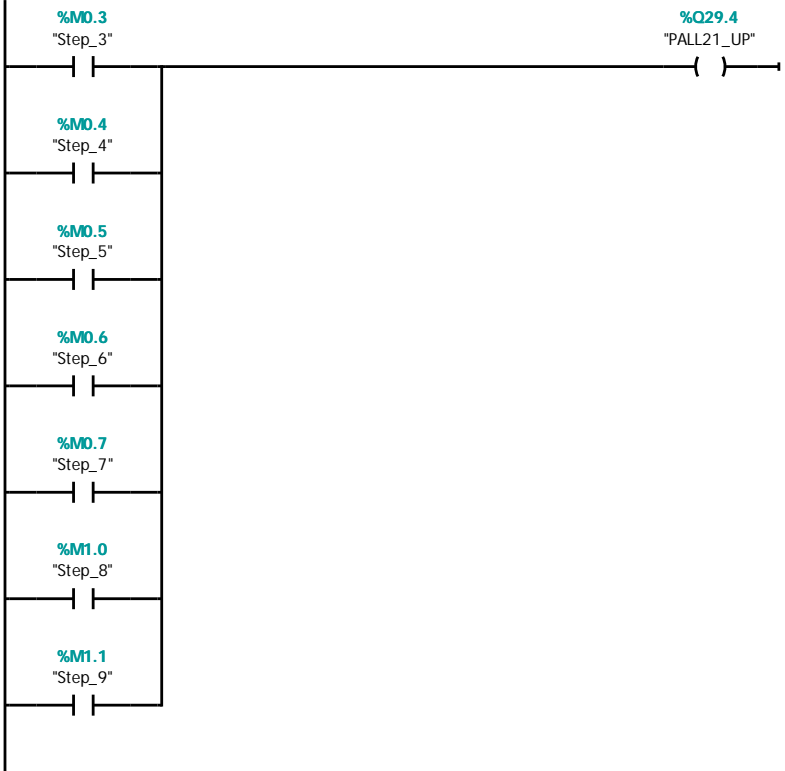 %M0.3
"Step_3"
%Q29.4
"PALL21_UP"
%M0.4
"Step_4"
%M0.5
"Step_5"
%M0.6
"Step_6"
%M0.7
"Step_7"
%M1.0
"Step_8"
%M1.1
"Step_9"